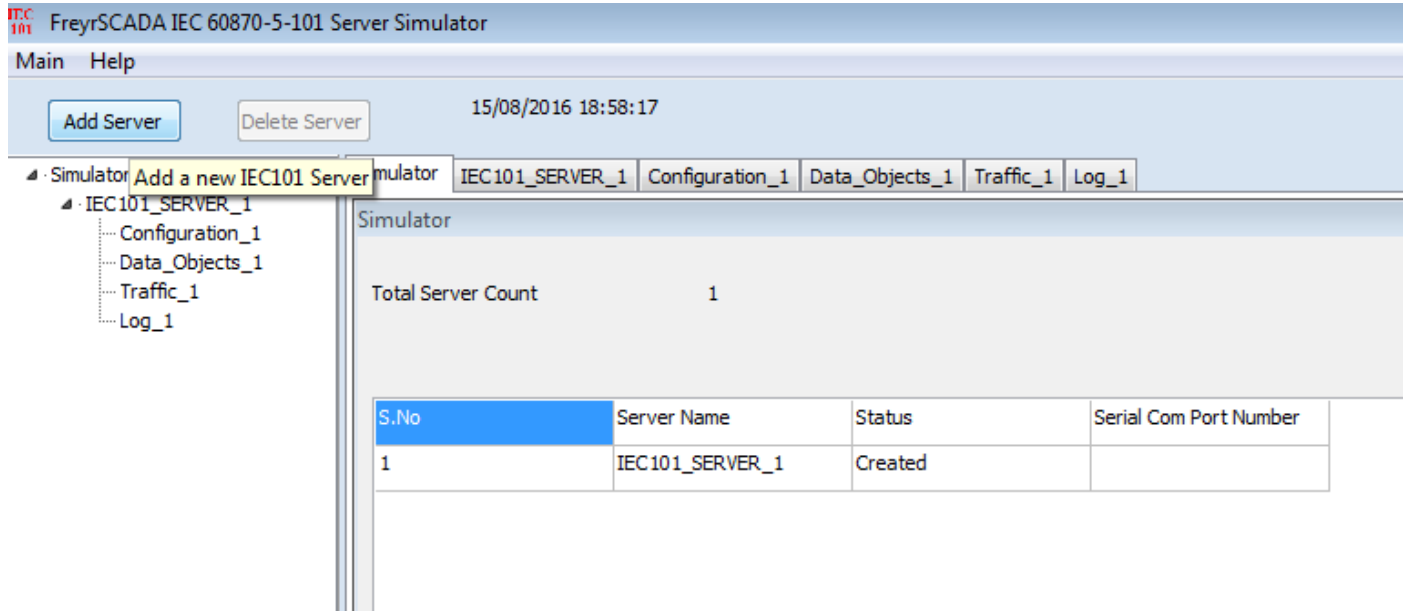 IEC
101
FreyrSCADA IEC 60870-5-101 Server Simulator
Main Help
Add Server Delete Server 15/08/2016 18:58:17
Simulator
Add a new IEC101 Server
mulator IEC101_SERVER_1 Configuration_1 Data_Objects_1 Traffic_1 Log_1
IEC101_SERVER_1
Configuration_1
Data_Objects_1
Traffic_1
Log_1
Simulator
Total Server Count 1
S.No Server Name Status Serial Com Port Number
1 IEC101_SERVER_1 Created